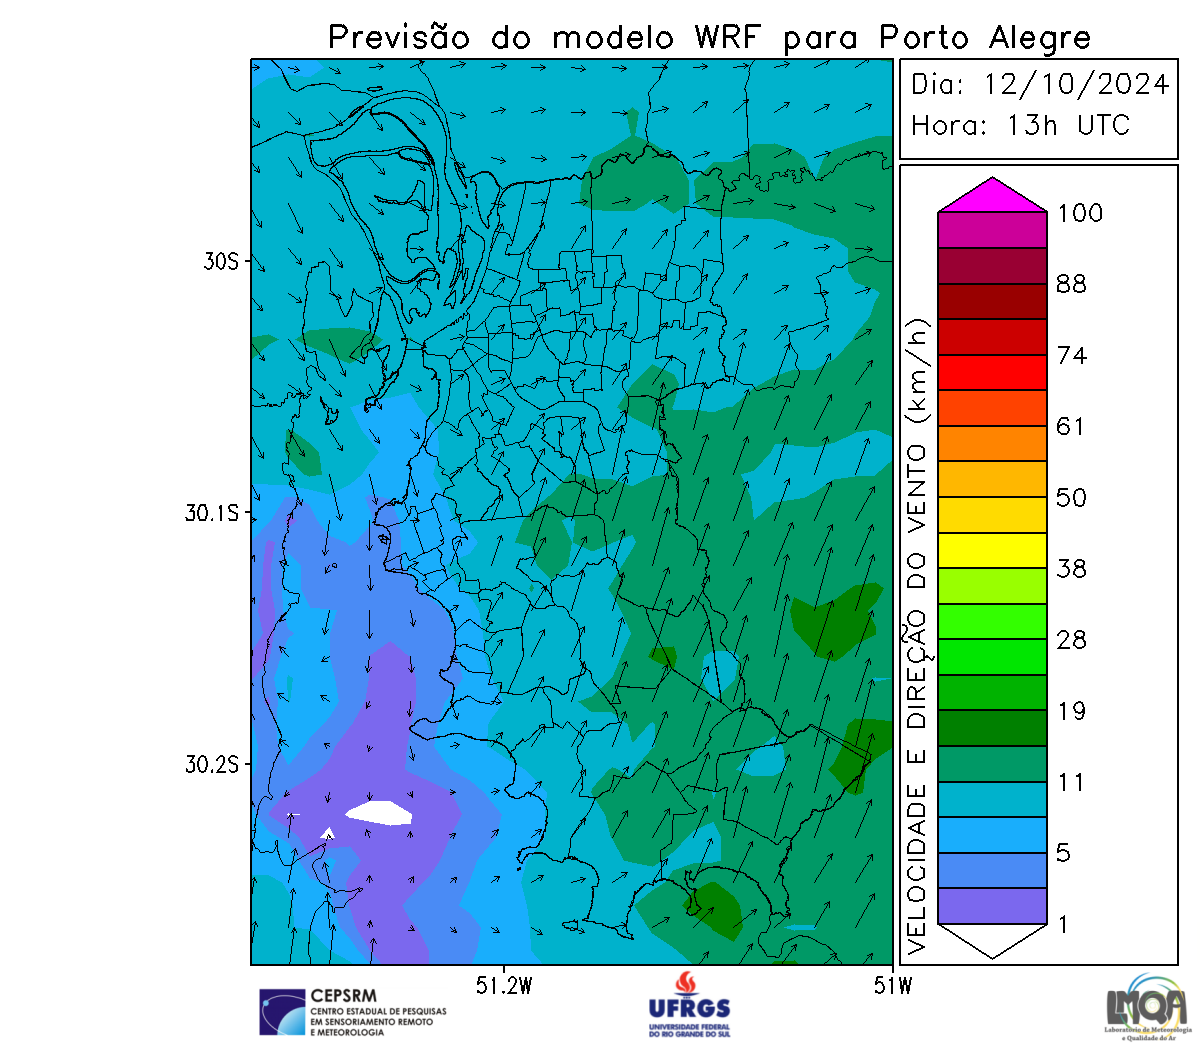 Previsão do modelo WRF para Porto Alegre
Dia: 12/10/2024
Hora: 13h UTC
30S
30.1S
30.2S
51.2W
51W
VELOCIDADE E DIREÇÃO DO VENTO (km/h)
100
88
74
61
50
38
28
19
11
5
1
CEPSRM
CENTRO ESTADUAL DE PESQUISAS
EM SENSORIAMENTO REMOTO
E METEOROLOGIA
UFRGS
UNIVERSIDADE FEDERAL
DO RIO GRANDE DO SUL
LMQA
Laboratório de Meteorologia
e Qualidade do Ar